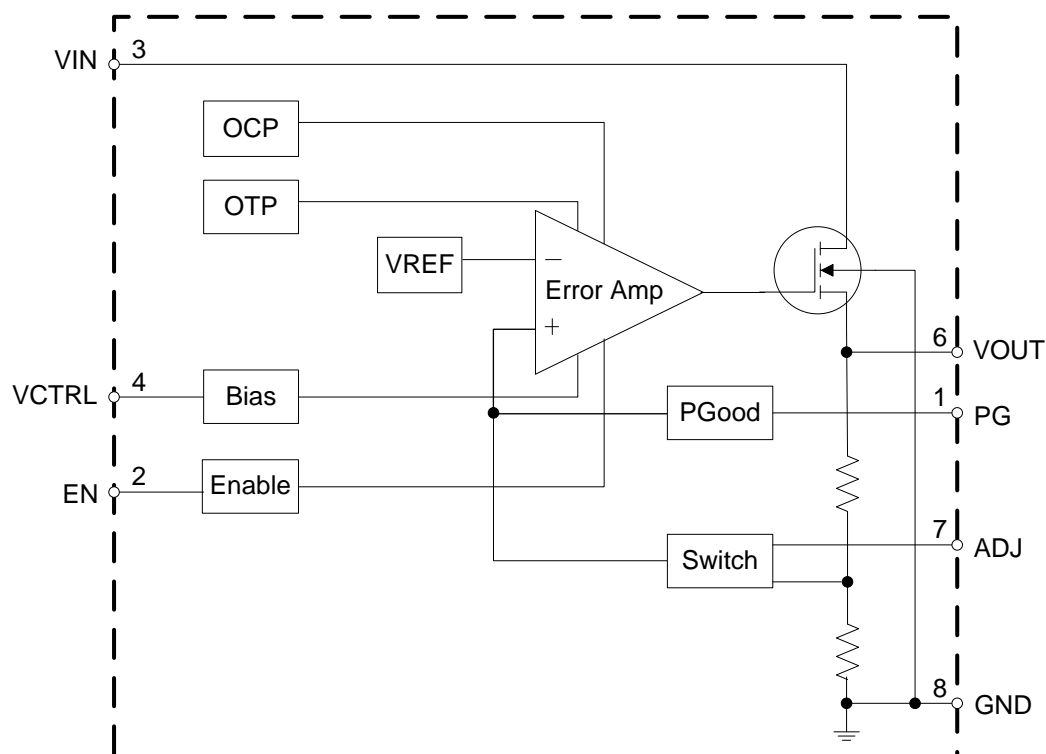 VIN 3
OCP
OTP
VREF
−
Error Amp
+
6 VOUT
VCTRL 4
Bias
PGood
1 PG
EN 2
Enable
7 ADJ
Switch
8 GND